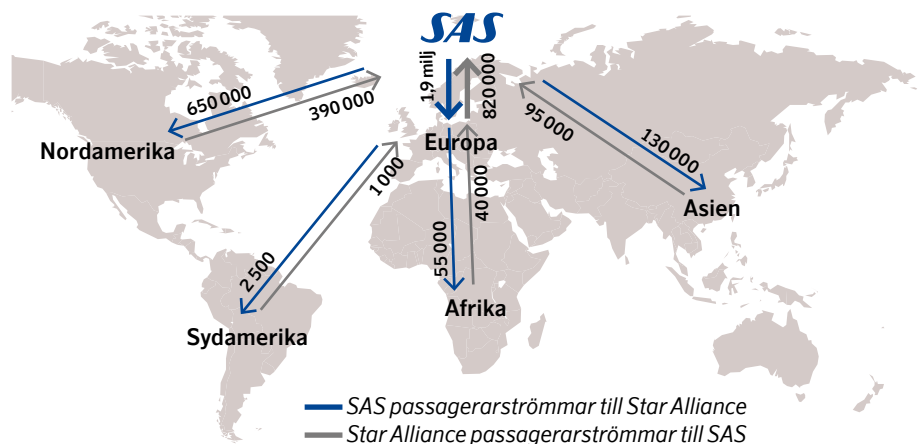 SAS
1,9 milj
820 000
650 000
390 000
Nordamerika
Europa
95 000
130 000
Asien
1 000
2 500
40 000
55 000
Afrika
Sydamerika
SAS passagerarströmmar till Star Alliance
Star Alliance passagerarströmmar till SAS